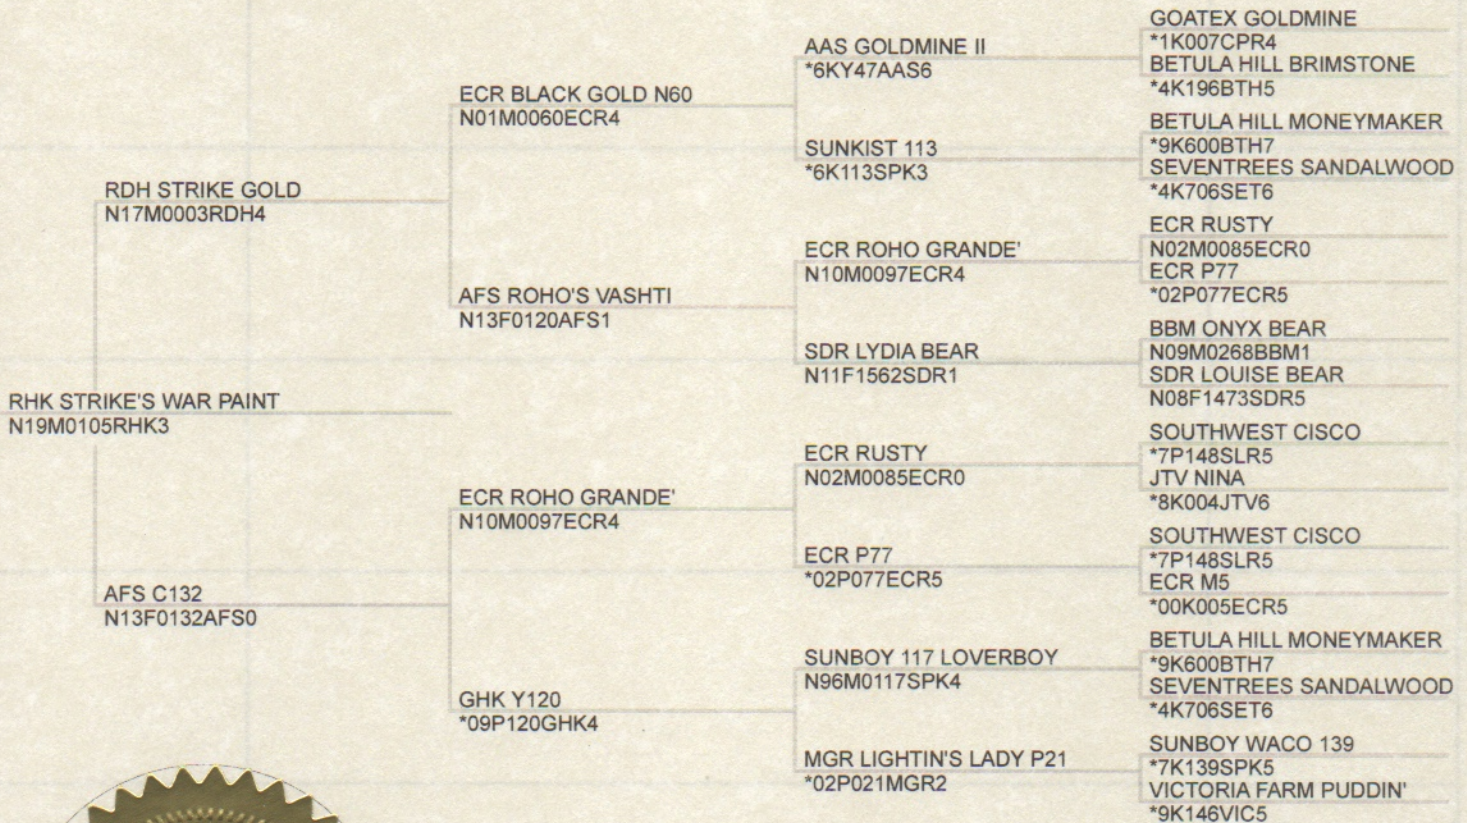 RHK STRIKE'S WAR PAINT
N19M0105RHK3
RDH STRIKE GOLD
N17M0003RDH4
AFS C132
N13F0132AFS0
ECR BLACK GOLD N60
N01M0060ECR4
AFS ROHO'S VASHTI
N13F0120AFS1
ECR ROHO GRANDE'
N10M0097ECR4
GHK Y120
*09P120GHK4
AAS GOLDMINE II
*6KY47AAS6
SUNKIST 113
*6K113SPK3
ECR ROHO GRANDE'
N10M0097ECR4
SDR LYDIA BEAR
N11F1562SDR1
ECR RUSTY
N02M0085ECR0
ECR P77
*02P077ECR5
SUNBOY 117 LOVERBOY
N96M0117SPK4
MGR LIGHTIN'S LADY P21
*02P021MGR2
GOATEX GOLDMINE
*1K007CPR4
BETULA HILL BRIMSTONE
*4K196BTH5
BETULA HILL MONEYMAKER
*9K600BTH7
SEVENTREES SANDALWOOD
*4K706SET6
ECR RUSTY
N02M0085ECR0
ECR P77
*02P077ECR5
BBM ONYX BEAR
N09M0268BBM1
SDR LOUISE BEAR
N08F1473SDR5
SOUTHWEST CISCO
*7P148SLR5
JTV NINA
*8K004JTV6
SOUTHWEST CISCO
*7P148SLR5
ECR M5
*00K005ECR5
BETULA HILL MONEYMAKER
*9K600BTH7
SEVENTREES SANDALWOOD
*4K706SET6
SUNBOY WACO 139
*7K139SPK5
VICTORIA FARM PUDDIN'
*9K146VIC5